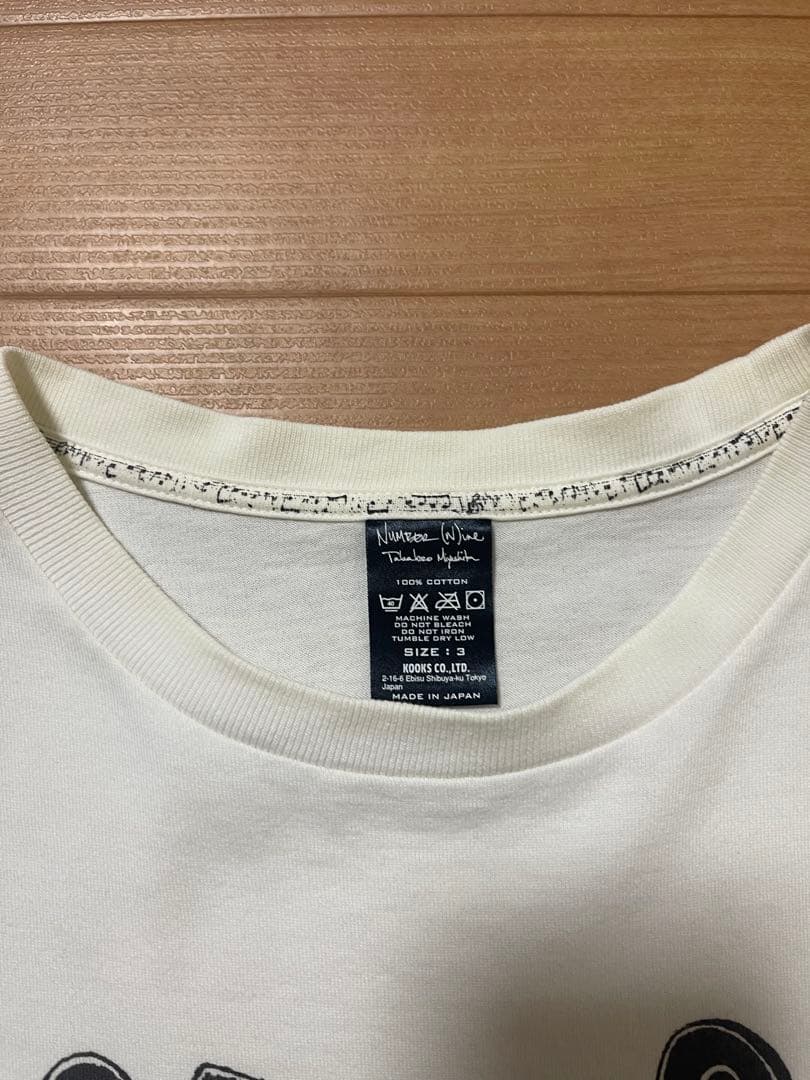 NUMBER (N)ine
Takahiro Miyashita
100% COTTON
40
MACHINE WASH
DO NOT BLEACH
DO NOT IRON
TUMBLE DRY LOW
SIZE : 3
KOOKS CO.,LTD.
2-16-6 Ebisu Shibuya-ku Tokyo
Japan
MADE IN JAPAN